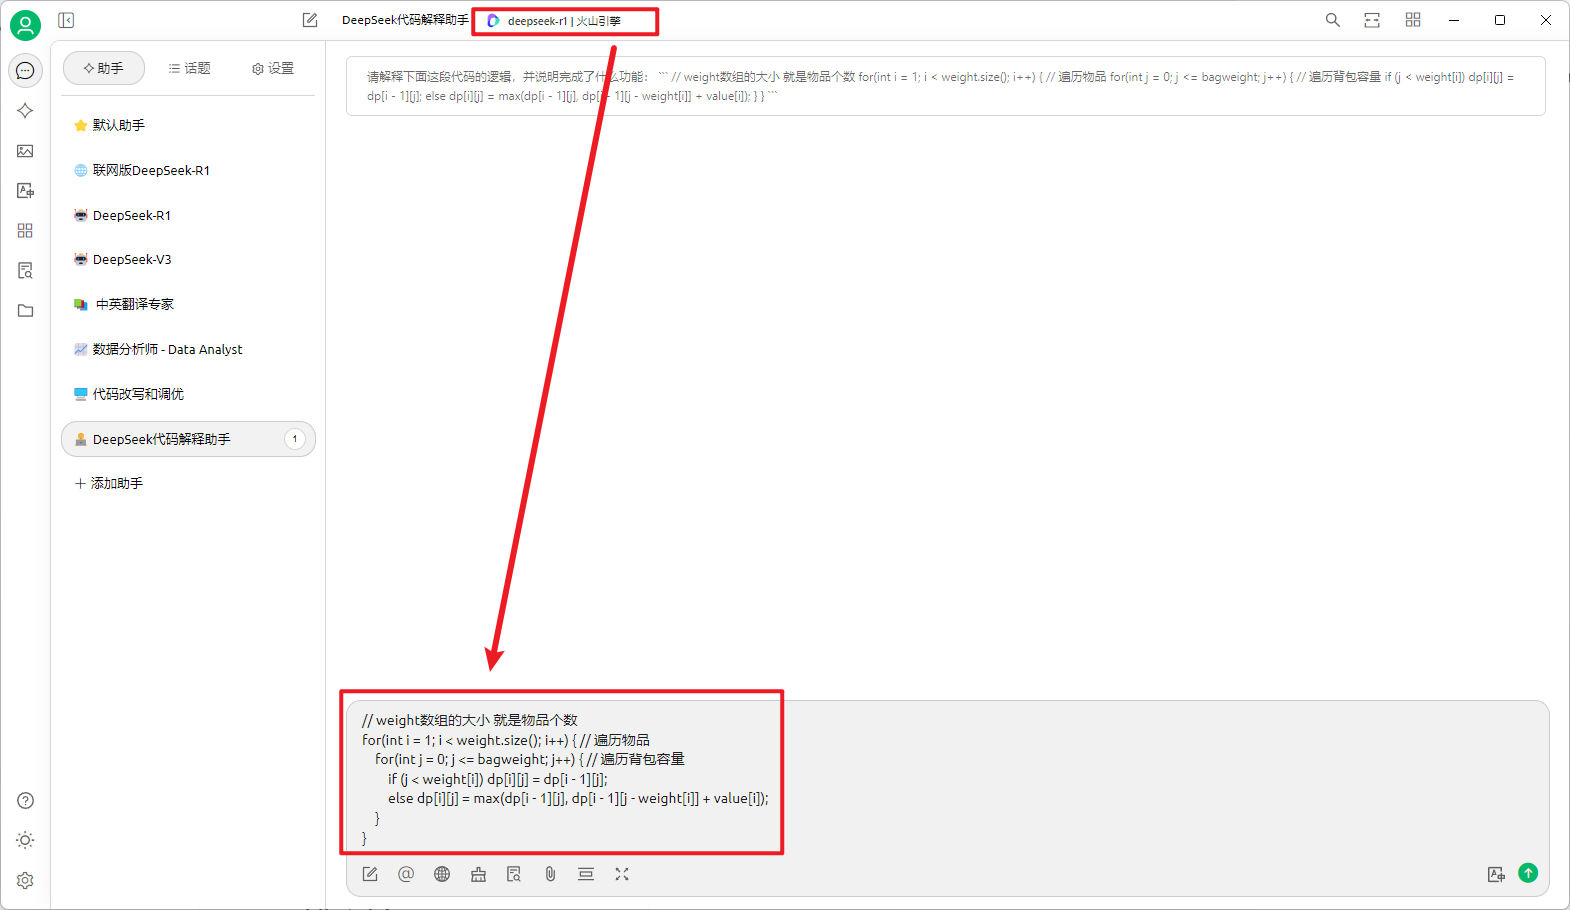 DeepSeek代码解释助手
deepseek-r1 | 火山引擎
助手
话题
设置
默认助手
联网版DeepSeek-R1
DeepSeek-R1
DeepSeek-V3
中英翻译专家
数据分析师 - Data Analyst
代码改写和调优
DeepSeek代码解释助手 1
添加助手
请解释下面这段代码的逻辑，并说明完成了什么功能： ``` // weight数组的大小 就是物品个数 for(int i = 1; i < weight.size(); i++) { // 遍历物品 for(int j = 0; j <= bagweight; j++) { // 遍历背包容量 if (j < weight[i]) dp[i][j] =
dp[i - 1][j]; else dp[i][j] = max(dp[i - 1][j], dp[i - 1][j - weight[i]] + value[i]); } } ```
// weight数组的大小 就是物品个数
for(int i = 1; i < weight.size(); i++) { // 遍历物品
for(int j = 0; j <= bagweight; j++) { // 遍历背包容量
if (j < weight[i]) dp[i][j] = dp[i - 1][j];
else dp[i][j] = max(dp[i - 1][j], dp[i - 1][j - weight[i]] + value[i]);
}
}